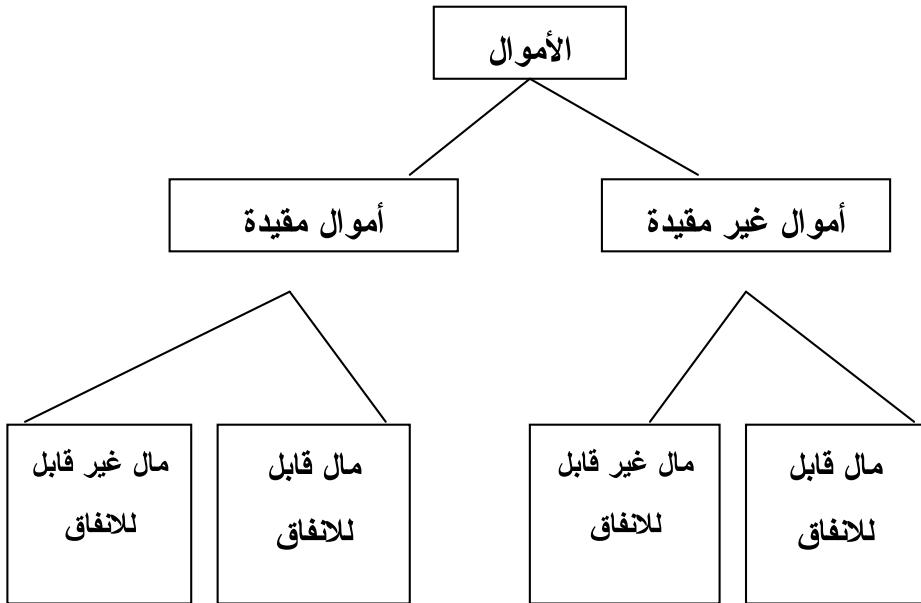 الأموال
أموال غير مقيدة
أموال مقيدة
مال قابل
للانفاق
مال غير قابل
للانفاق
مال قابل
للانفاق
مال غير قابل
للانفاق